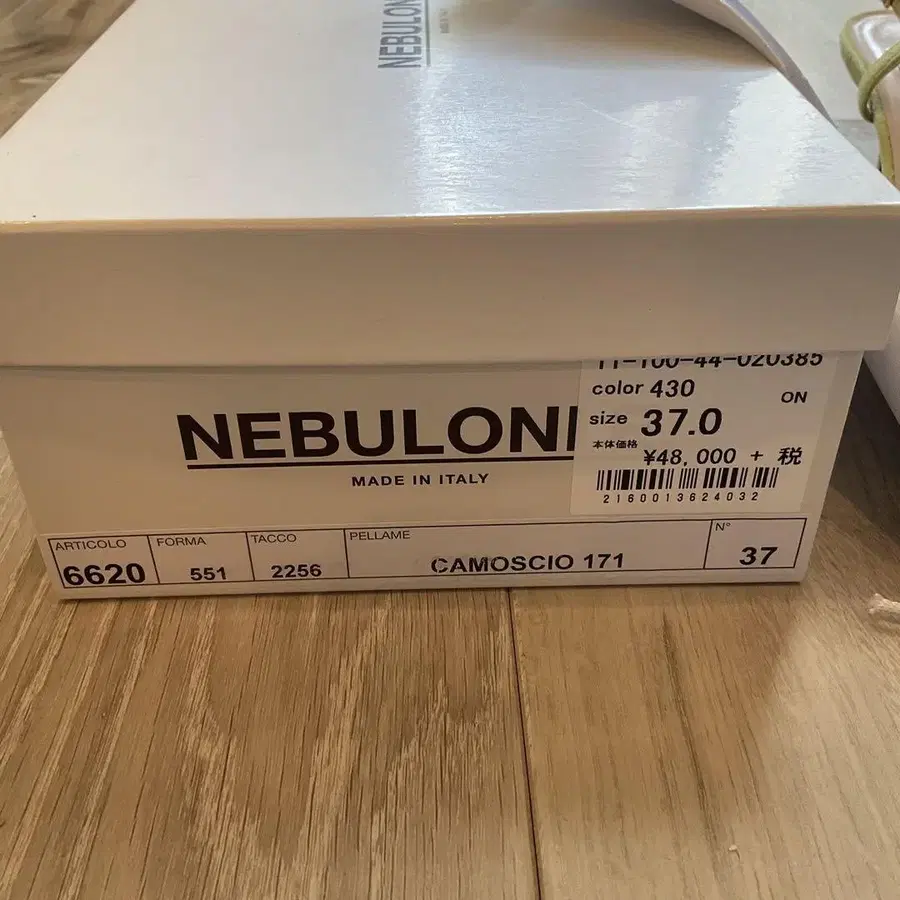 NEBULON
11-100-44-020385
color 430
ON
size 37.0
本体価格
¥48,000 + 税
2160013624032
NEBULONI
MADE IN ITALY
ARTICOLO FORMA TACCO PELLAME N°
6620 551 2256 CAMOSCIO 171 37